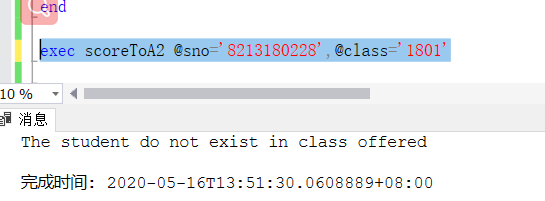 end
exec scoreToA2 @sno='8213180228',@class='1801'
10 %
消息
The student do not exist in class offered
完成时间: 2020-05-16T13:51:30.0608889+08:00